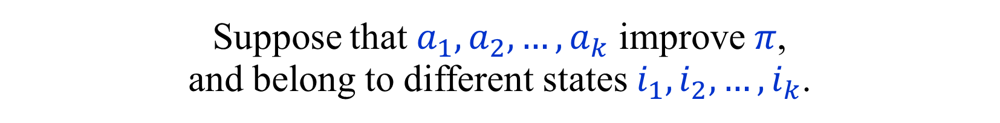 Suppose that a₁, a₂, … , aₖ improve π,
and belong to different states i₁, i₂, … , iₖ.